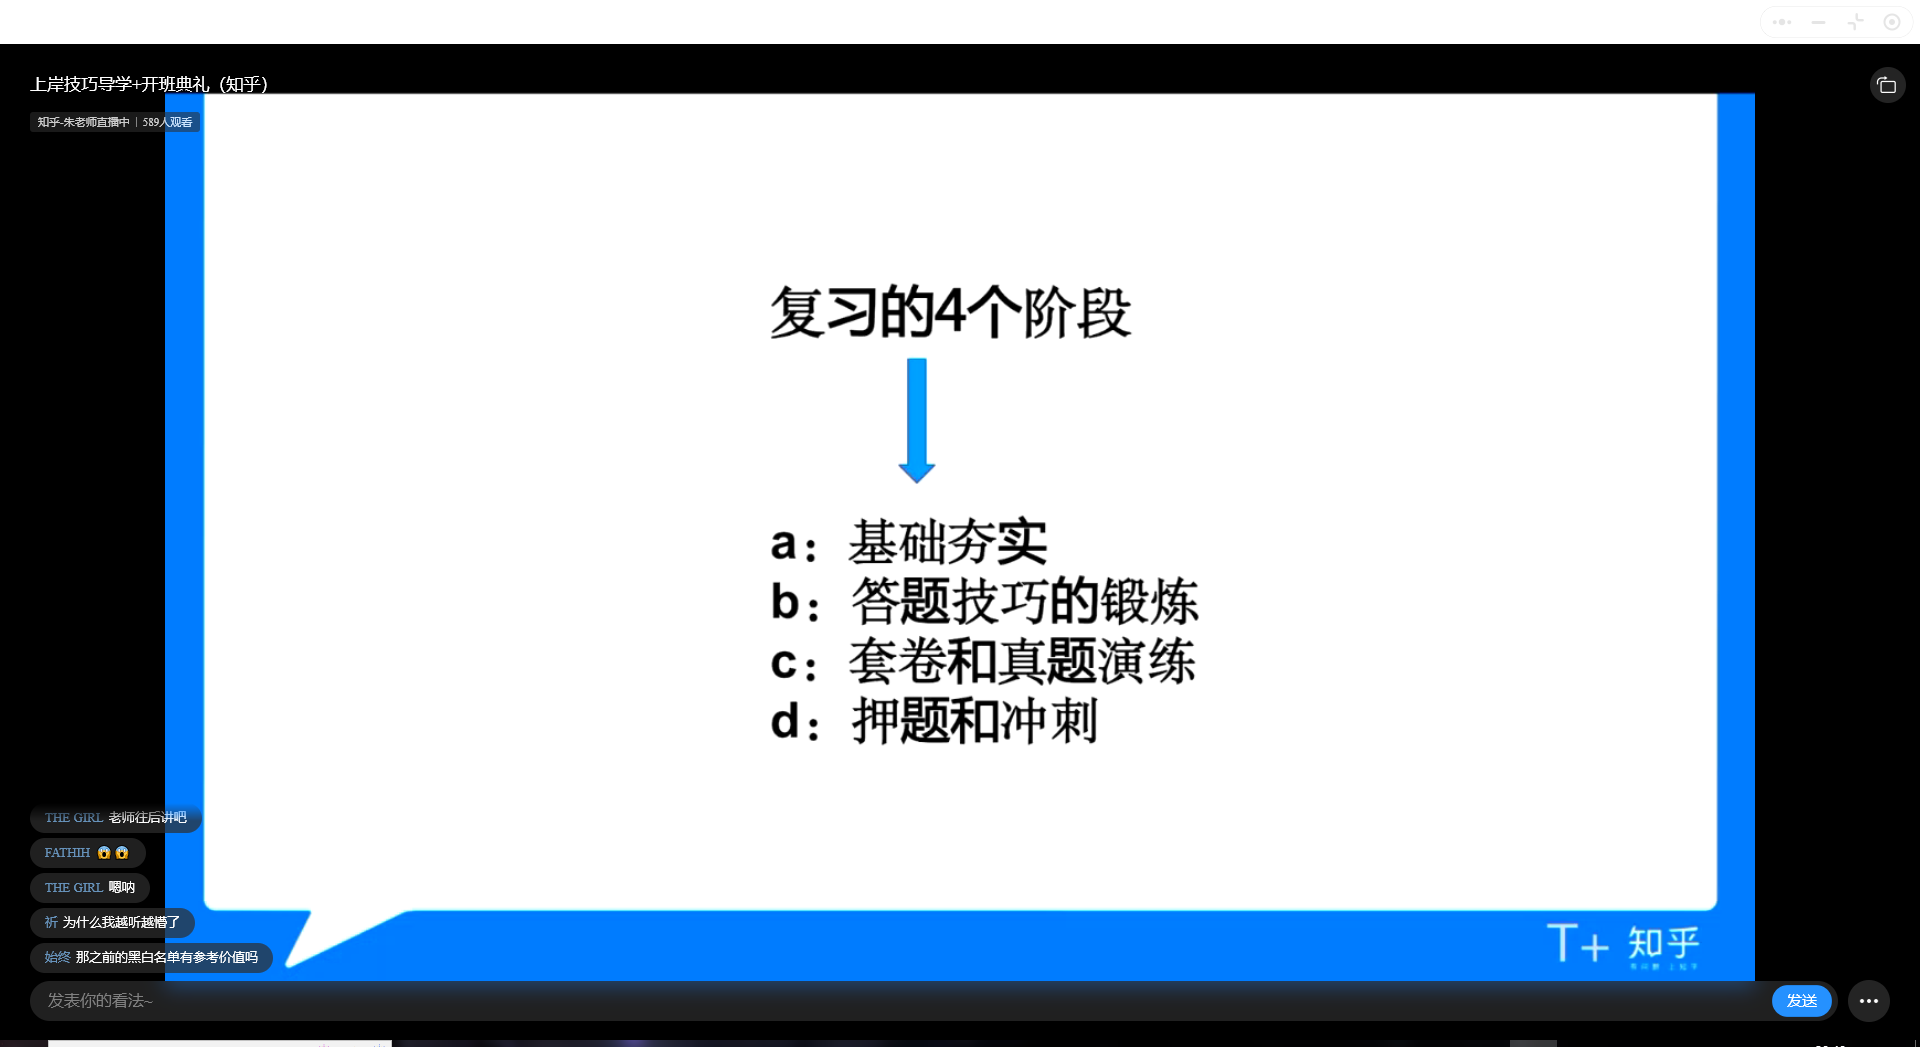 上岸技巧导学+开班典礼（知乎）
知乎-朱老师直播中 | 589人观看
复习的4个阶段
a：基础夯实
b：答题技巧的锻炼
c：套卷和真题演练
d：押题和冲刺
THE GIRL 老师往后讲吧
FATHIH 😱😱
THE GIRL 嗯呐
祈 为什么我越听越懵了
始终 那之前的黑白名单有参考价值吗
T+ 知乎
发表你的看法~
发送